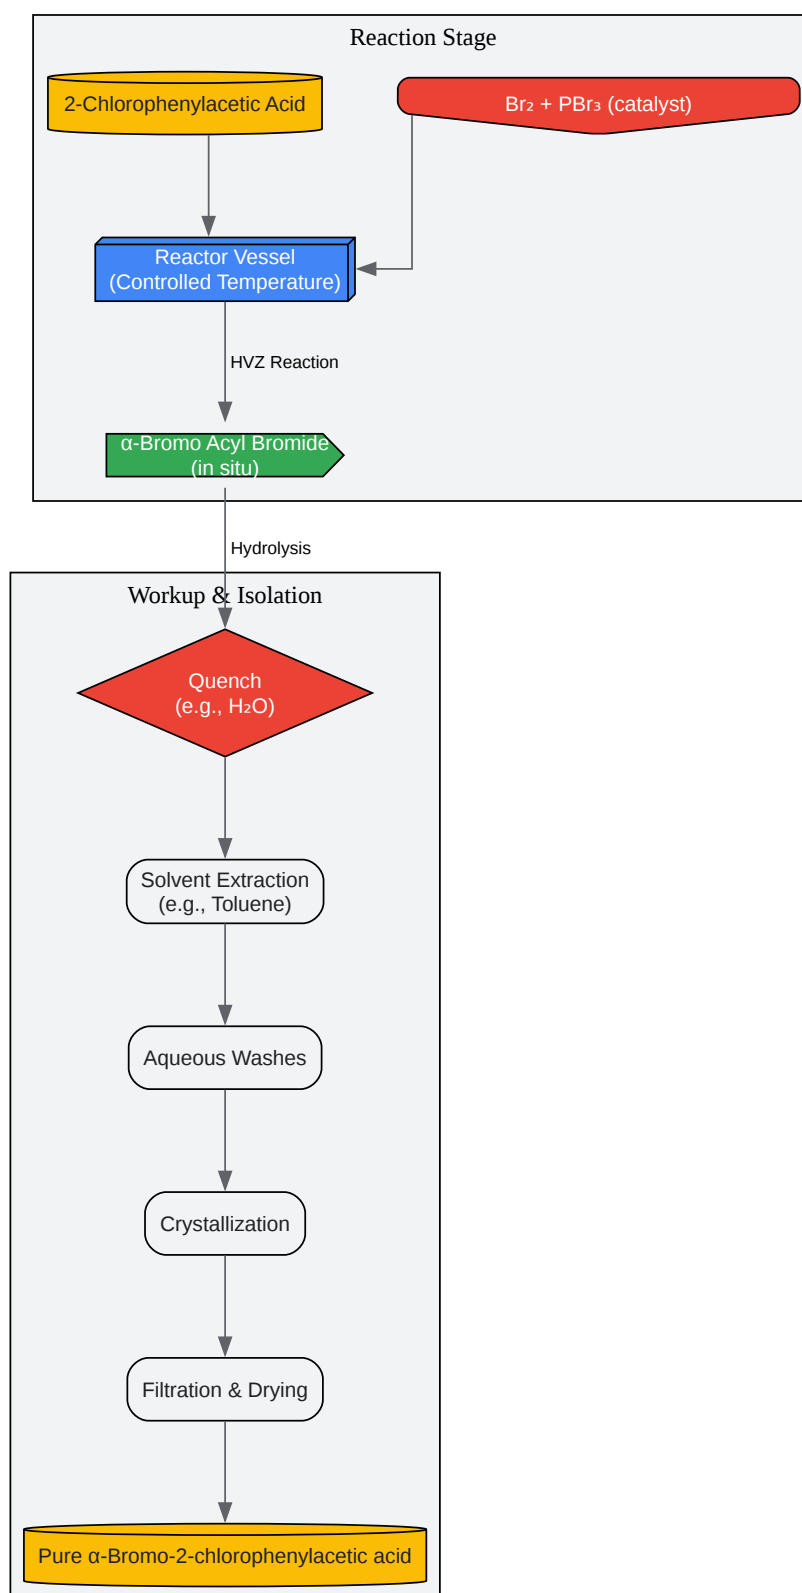 Reaction Stage
2-Chlorophenylacetic Acid
Br₂ + PBr₃ (catalyst)
Reactor Vessel
(Controlled Temperature)
HVZ Reaction
α-Bromo Acyl Bromide
(in situ)
Hydrolysis
Workup & Isolation
Quench
(e.g., H₂O)
Solvent Extraction
(e.g., Toluene)
Aqueous Washes
Crystallization
Filtration & Drying
Pure α-Bromo-2-chlorophenylacetic acid